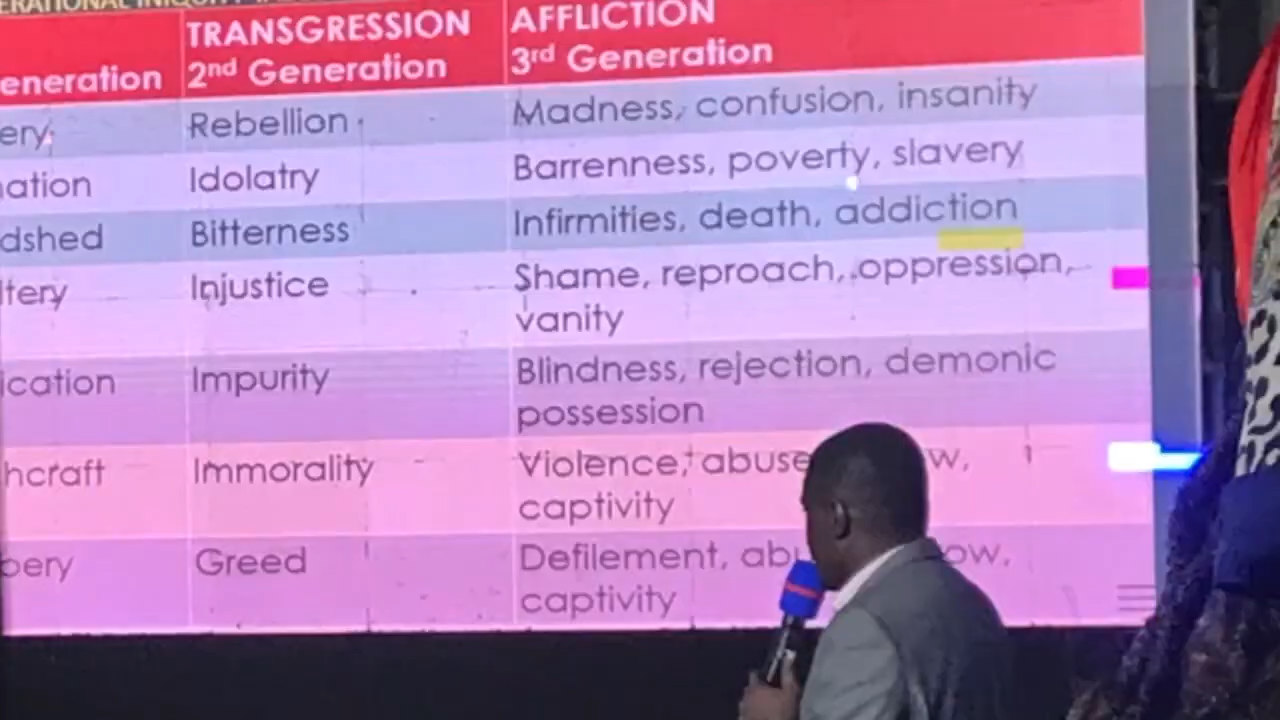 TRANSGRESSION
AFFLICTION
eneration
2nd Generation
3rd Generation
ery
Rebellion
Madness, confusion, insanity
nation
Idolatry
Barrenness, poverty, slavery
dshed
Bitterness
Infirmities, death, addiction
ltery
Injustice
Shame, reproach, oppression,
vanity
ication
Impurity
Blindness, rejection, demonic
possession
hcraft
Immorality
Violence, abuse
captivity
bery
Greed
Defilement,
captivity